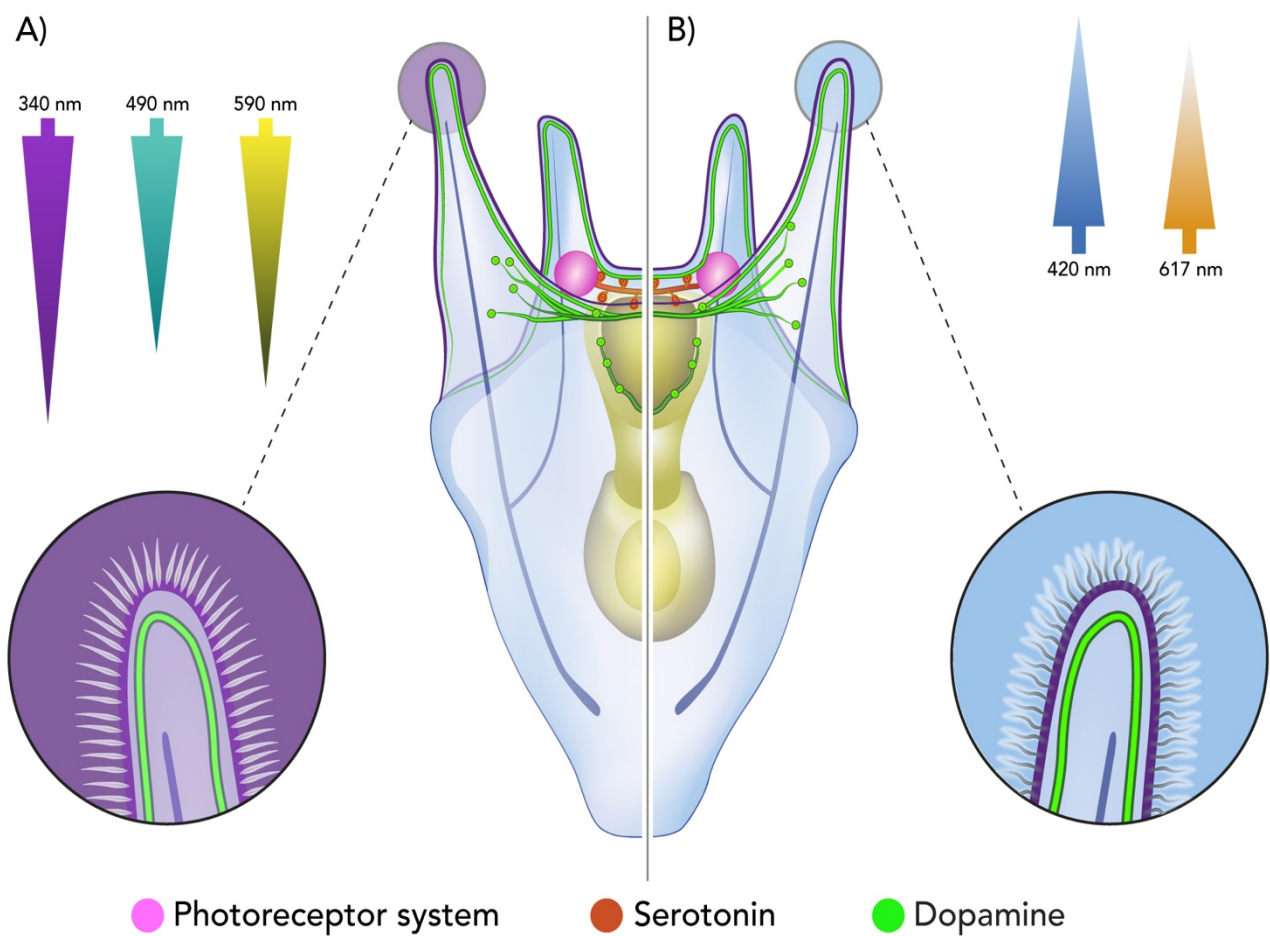 A)
B)
340 nm
490 nm
590 nm
420 nm
617 nm
Photoreceptor system
Serotonin
Dopamine